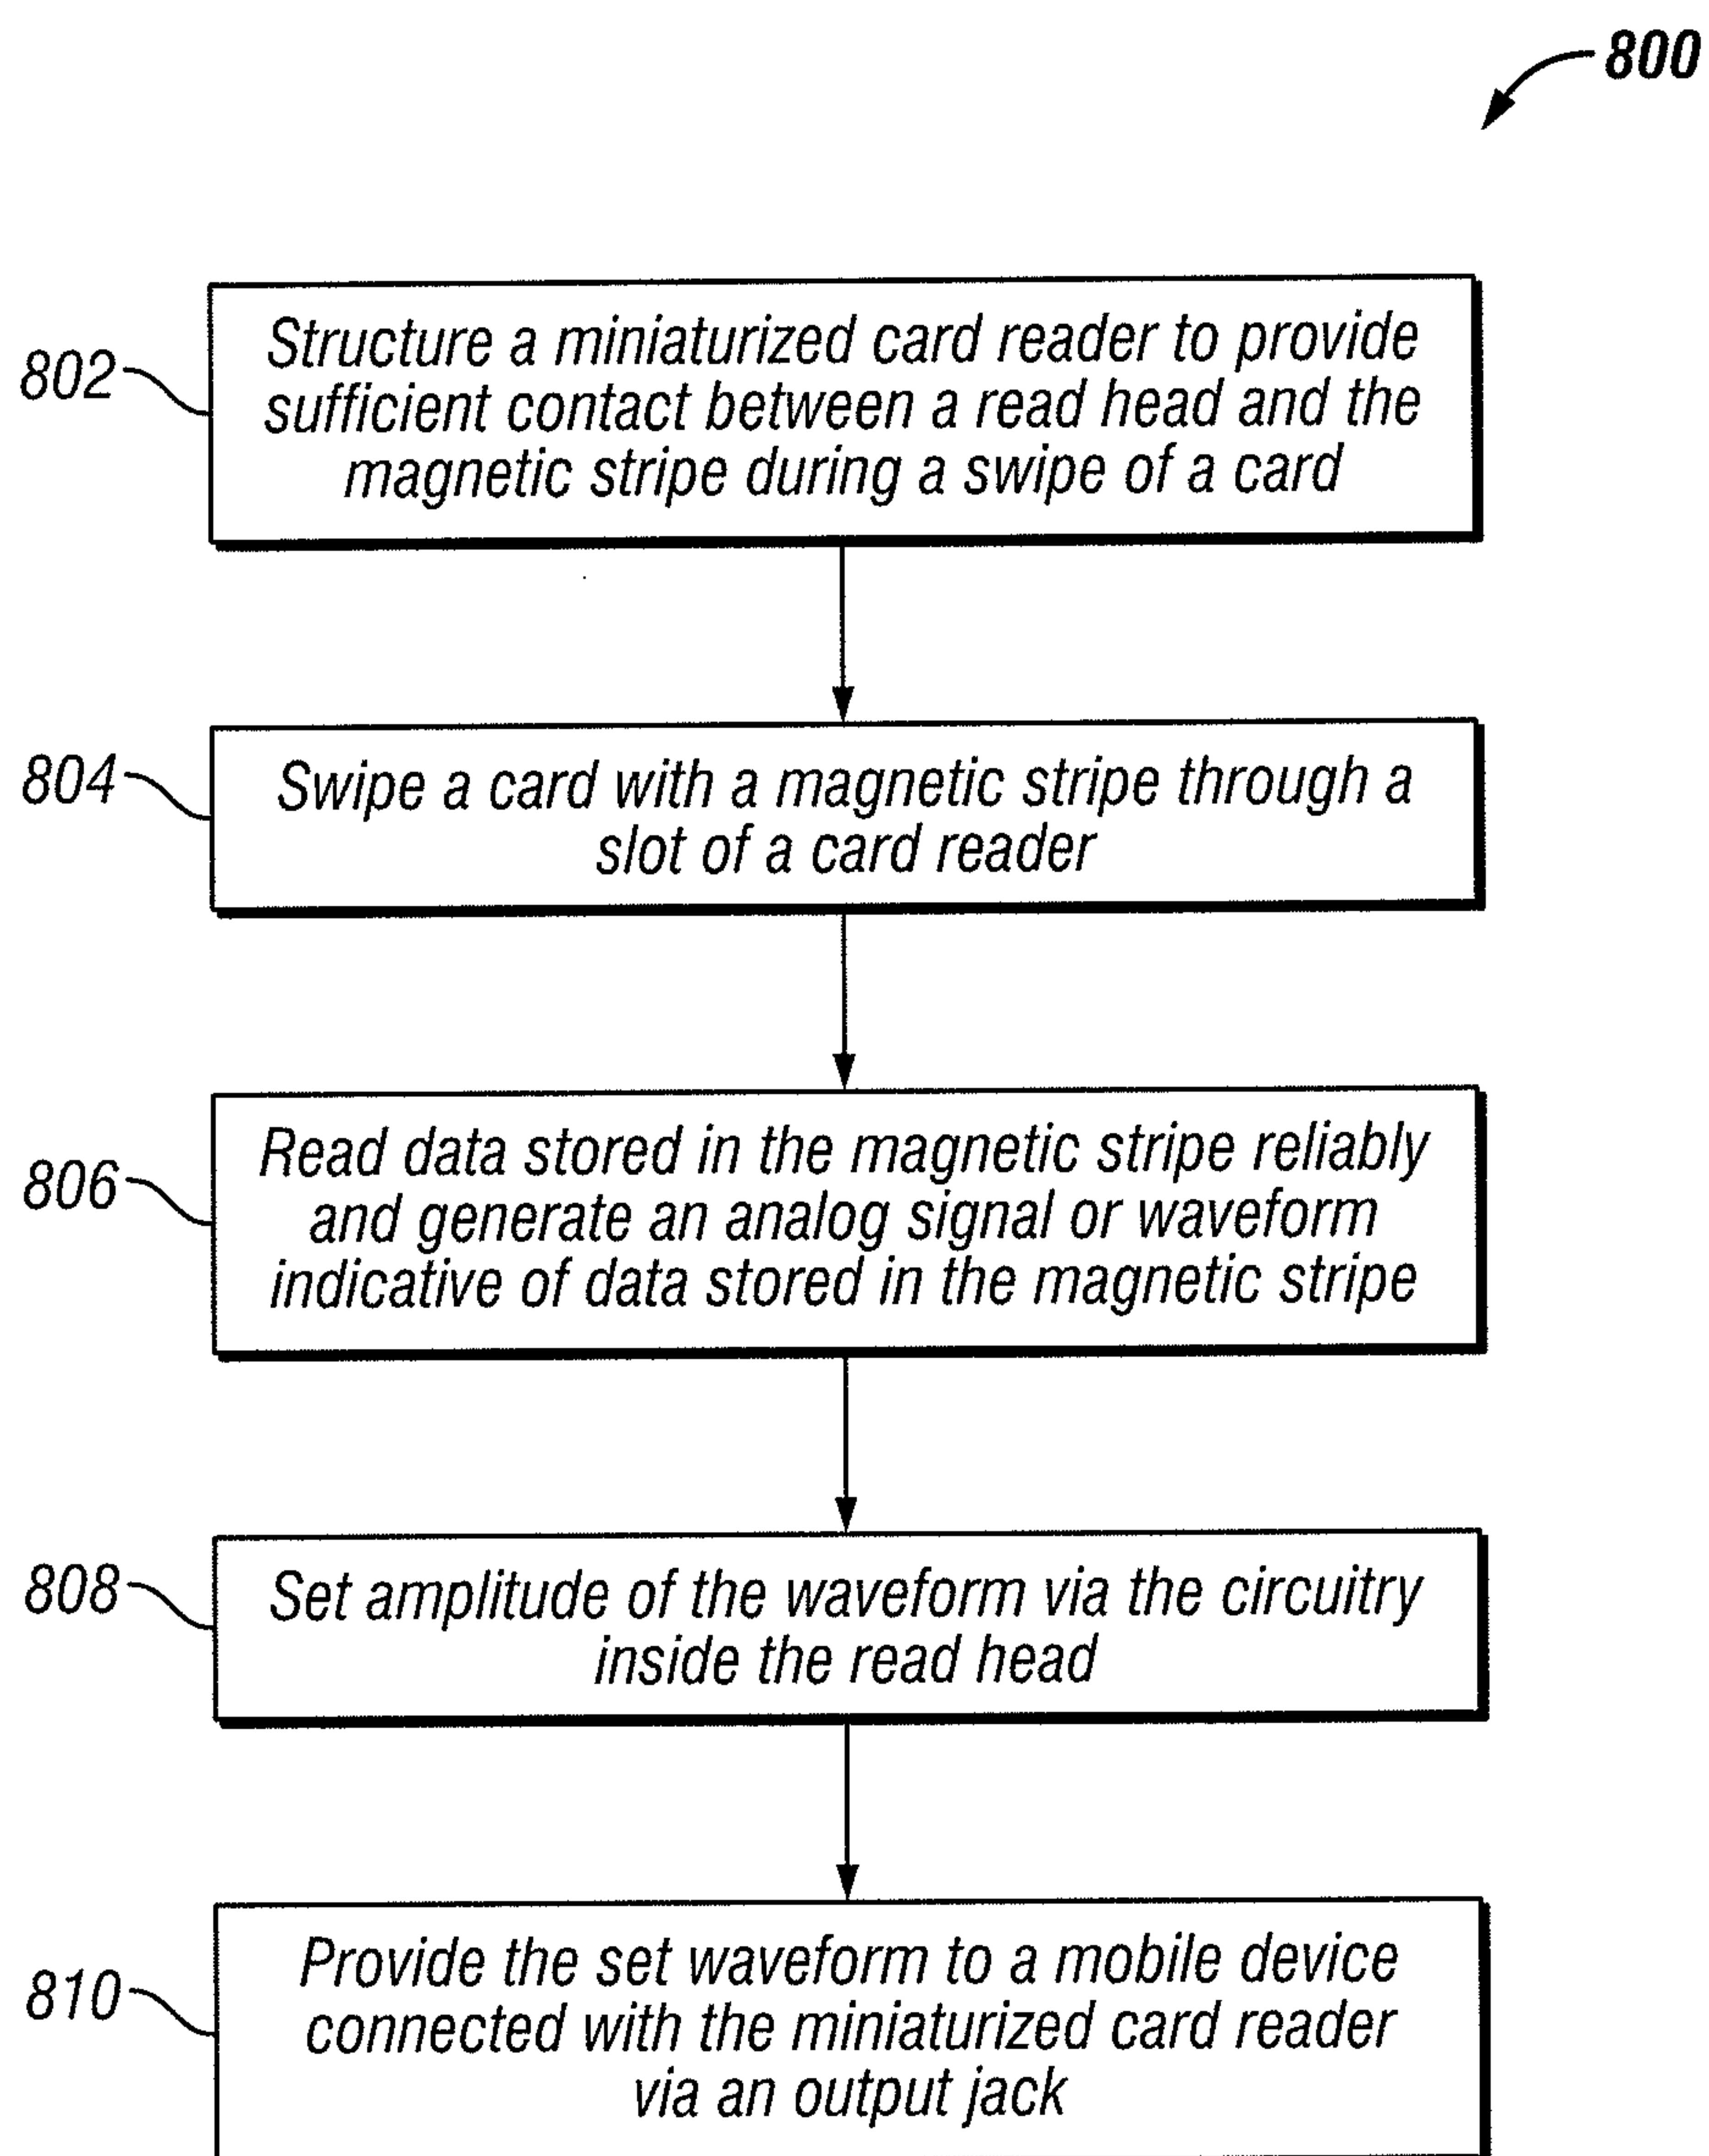 800
802
Structure a miniaturized card reader to provide
sufficient contact between a read head and the
magnetic stripe during a swipe of a card
804
Swipe a card with a magnetic stripe through a
slot of a card reader
806
Read data stored in the magnetic stripe reliably
and generate an analog signal or waveform
indicative of data stored in the magnetic stripe
808
Set amplitude of the waveform via the circuitry
inside the read head
810
Provide the set waveform to a mobile device
connected with the miniaturized card reader
via an output jack